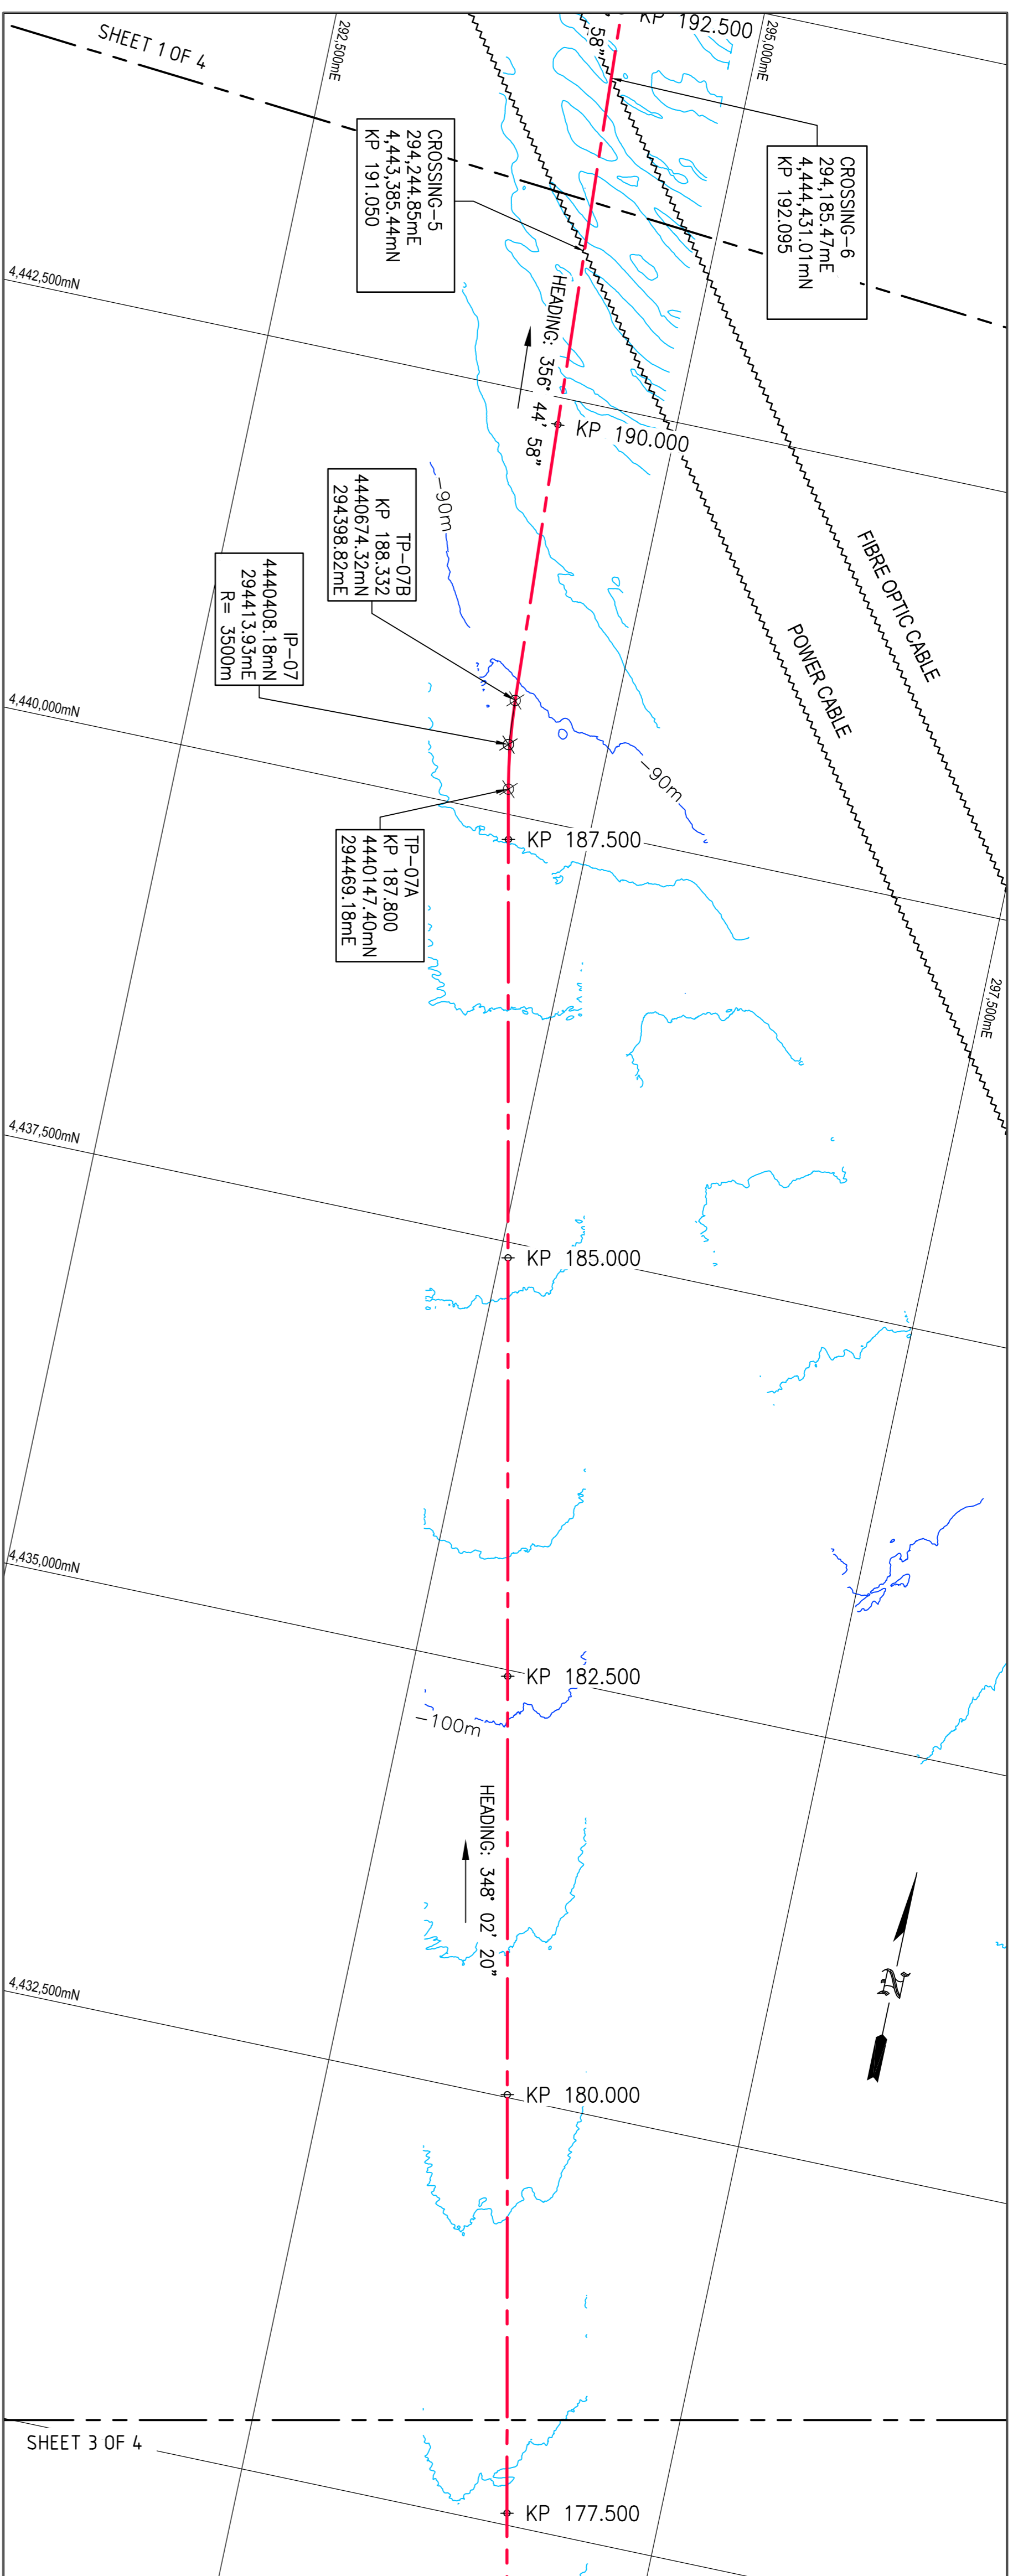 KP 192.500
295,000mE
292,500mE
SHEET 1 OF 4
58"
CROSSING-6
294,185.47mE
4,444,431.01mN
KP 192.095
CROSSING-5
294,244.85mE
4,443,385.44mN
KP 191.050
4,442,500mN
HEADING: 356° 44' 58"
KP 190.000
-90m
FIBRE OPTIC CABLE
POWER CABLE
TP-07B
KP 188.332
4440674.32mN
294398.82mE
IP-07
4440408.18mN
294413.93mE
R= 3500m
4,440,000mN
-90m
TP-07A
KP 187.800
4440147.40mN
294469.18mE
KP 187.500
297,500mE
4,437,500mN
KP 185.000
4,435,000mN
KP 182.500
-100m
HEADING: 348° 02' 20"
N
4,432,500mN
KP 180.000
SHEET 3 OF 4
KP 177.500